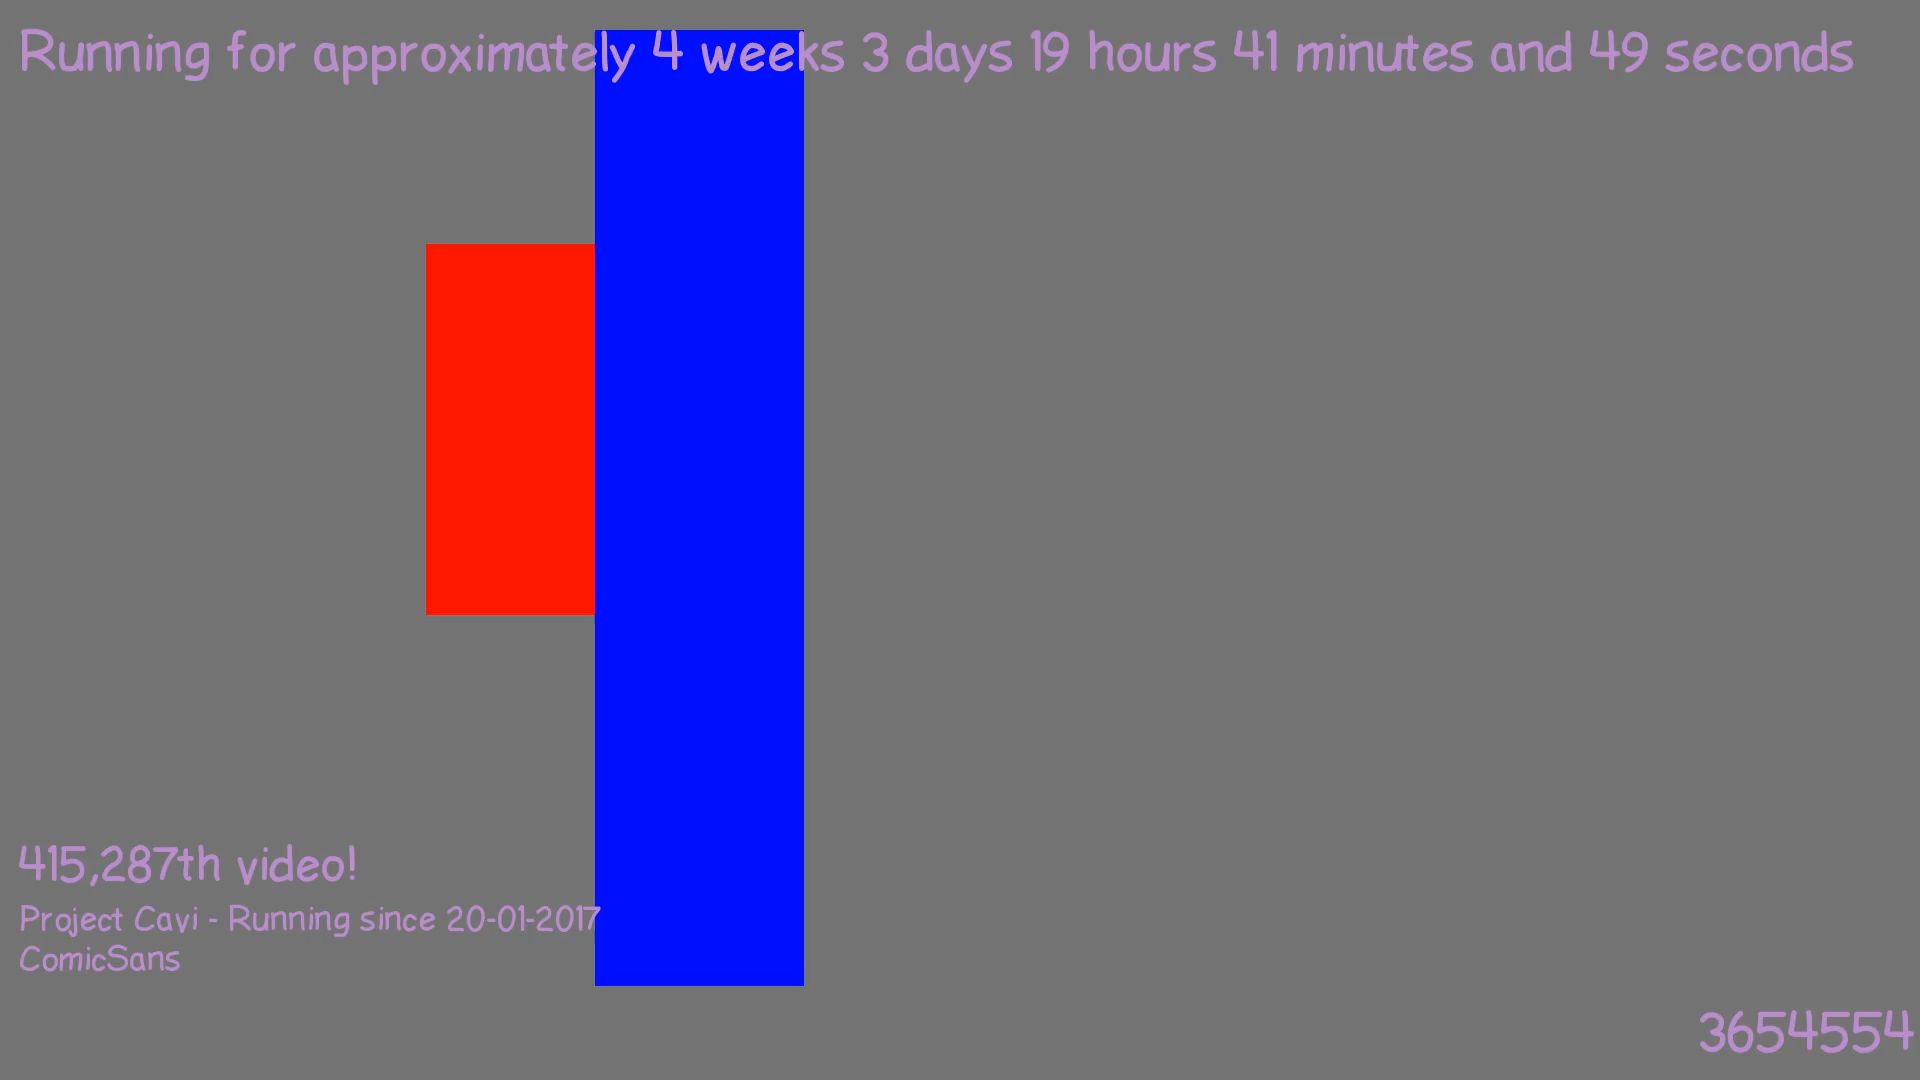 Running for approximately 4 weeks 3 days 19 hours 41 minutes and 49 seconds
415,287th video!
Project Cavi - Running since 20-01-2017
ComicSans
3654554